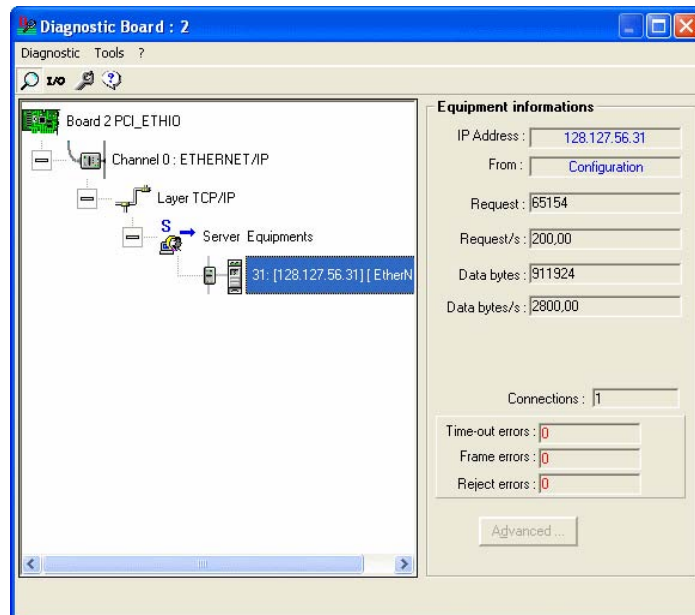 Diagnostic Board : 2
Diagnostic Tools ?
I/O
Board 2 PCI_ETHIO
Channel 0 : ETHERNET/IP
Layer TCP/IP
S
Server Equipments
31: [128.127.56.31] [ EtherN
Equipment informations
IP Address : 128.127.56.31
From : Configuration
Request : 65154
Request/s : 200,00
Data bytes : 911924
Data bytes/s : 2800,00
Connections : 1
Time-out errors : 0
Frame errors : 0
Reject errors : 0
Advanced ...